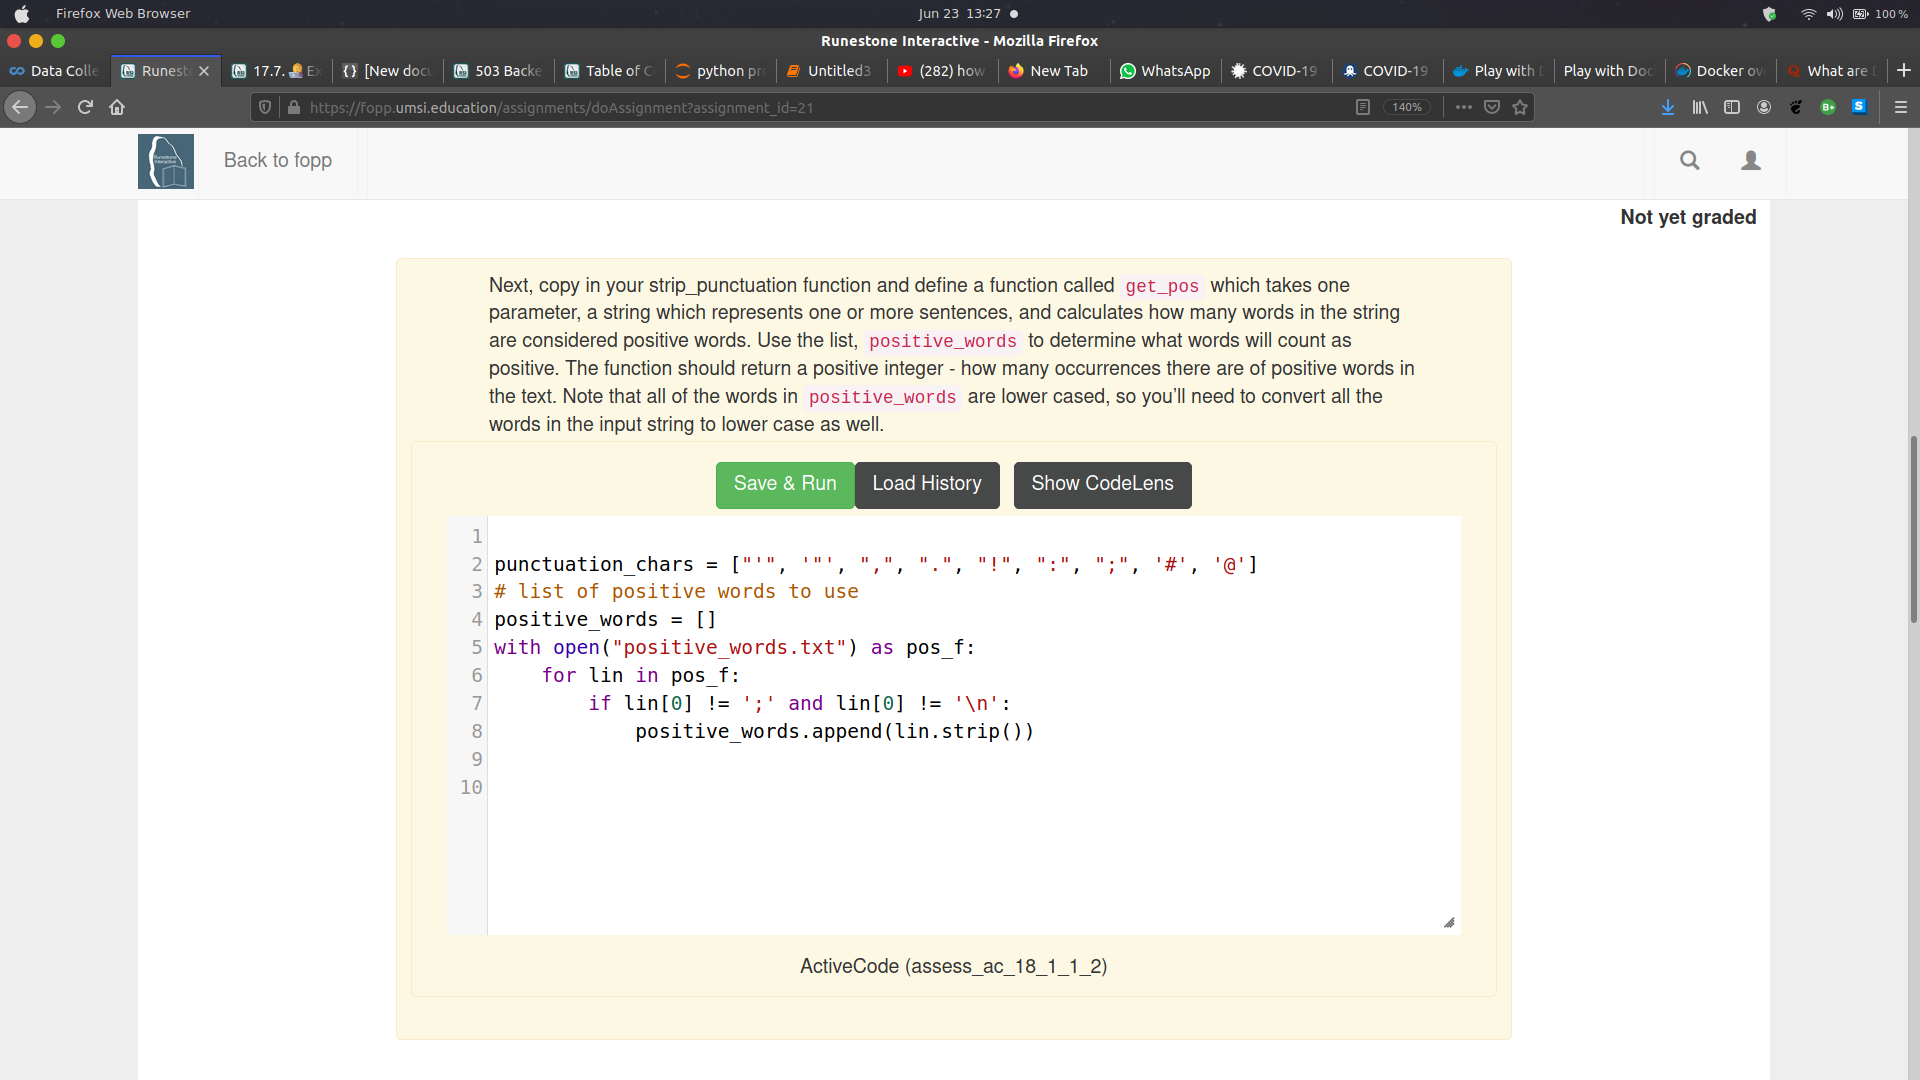 Firefox Web Browser
Jun 23 13:27
100 %
Runestone Interactive - Mozilla Firefox
Data Colle
Runest
17.7. Ex
[New docu
503 Backe
Table of C
python pr
Untitled3
(282) how
New Tab
WhatsApp
COVID-19
COVID-19
Play with D
Play with Doc
Docker ov
What are
https://fopp.umsi.education/assignments/doAssignment?assignment_id=21
140%
Runestone Interactive
Back to fopp
Not yet graded
Next, copy in your strip_punctuation function and define a function called get_pos which takes one
parameter, a string which represents one or more sentences, and calculates how many words in the string
are considered positive words. Use the list, positive_words to determine what words will count as
positive. The function should return a positive integer - how many occurrences there are of positive words in
the text. Note that all of the words in positive_words are lower cased, so you’ll need to convert all the
words in the input string to lower case as well.
Save & Run
Load History
Show CodeLens
1
2 punctuation_chars = ["'", '"', ",", ".", "!", ":", ";", '#', '@']
3 # list of positive words to use
4 positive_words = []
5 with open("positive_words.txt") as pos_f:
6     for lin in pos_f:
7         if lin[0] != ';' and lin[0] != '\n':
8             positive_words.append(lin.strip())
9
10
ActiveCode (assess_ac_18_1_1_2)